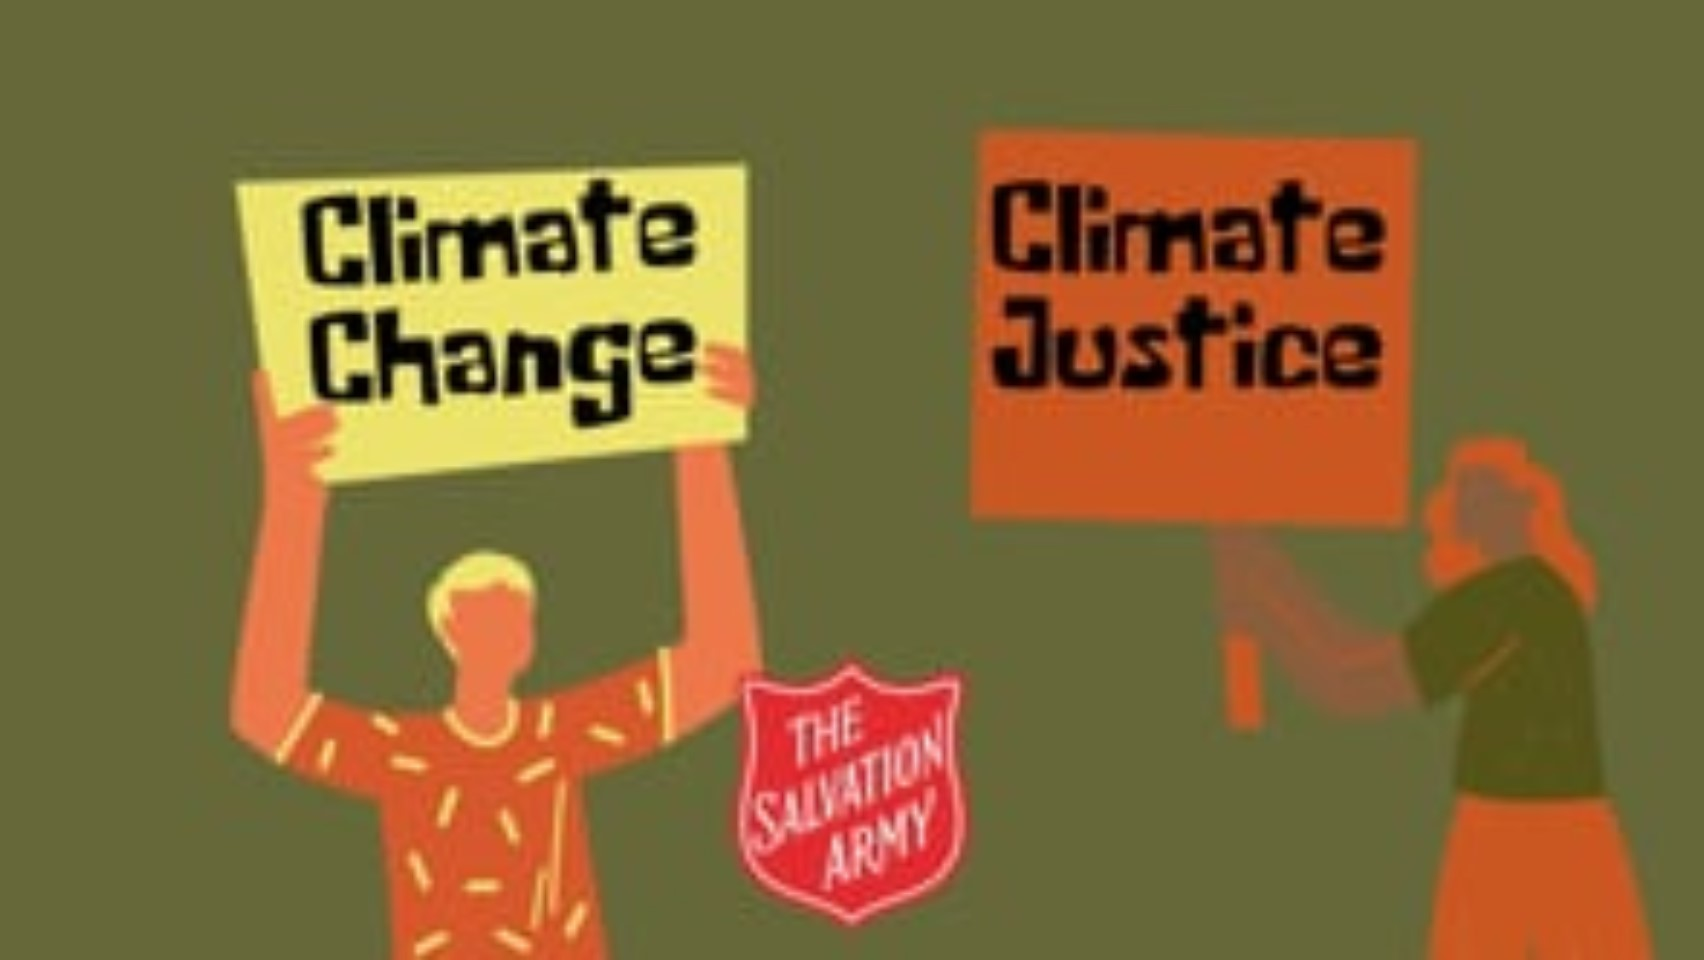 Climate
Change
Climate
Justice
THE
SALVATION
ARMY